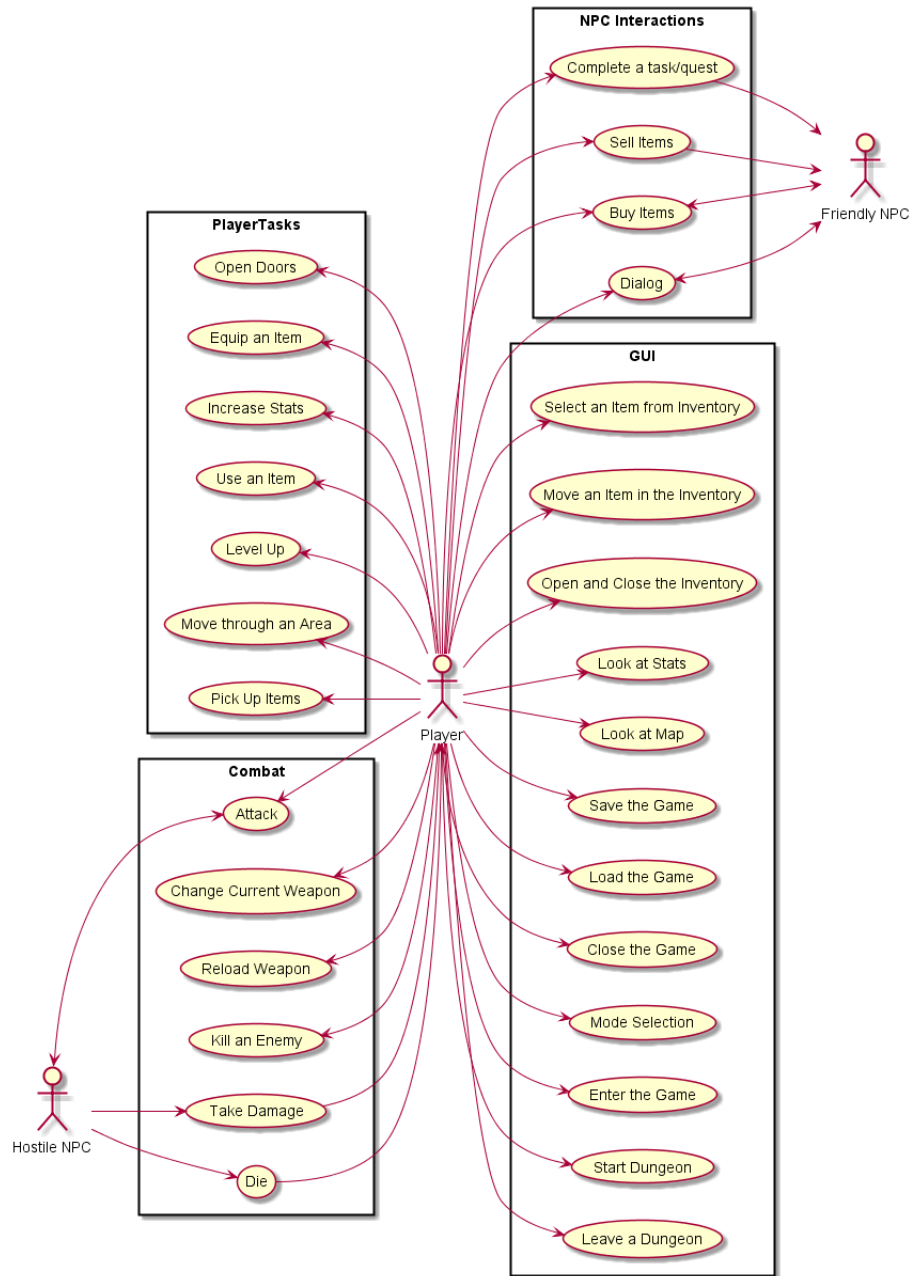 NPC Interactions
Complete a task/quest
Sell Items
Buy Items
Dialog
Friendly NPC
PlayerTasks
Open Doors
Equip an Item
Increase Stats
Use an Item
Level Up
Move through an Area
Pick Up Items
GUI
Select an Item from Inventory
Move an Item in the Inventory
Open and Close the Inventory
Look at Stats
Look at Map
Save the Game
Load the Game
Close the Game
Mode Selection
Enter the Game
Start Dungeon
Leave a Dungeon
Player
Combat
Attack
Change Current Weapon
Reload Weapon
Kill an Enemy
Take Damage
Die
Hostile NPC